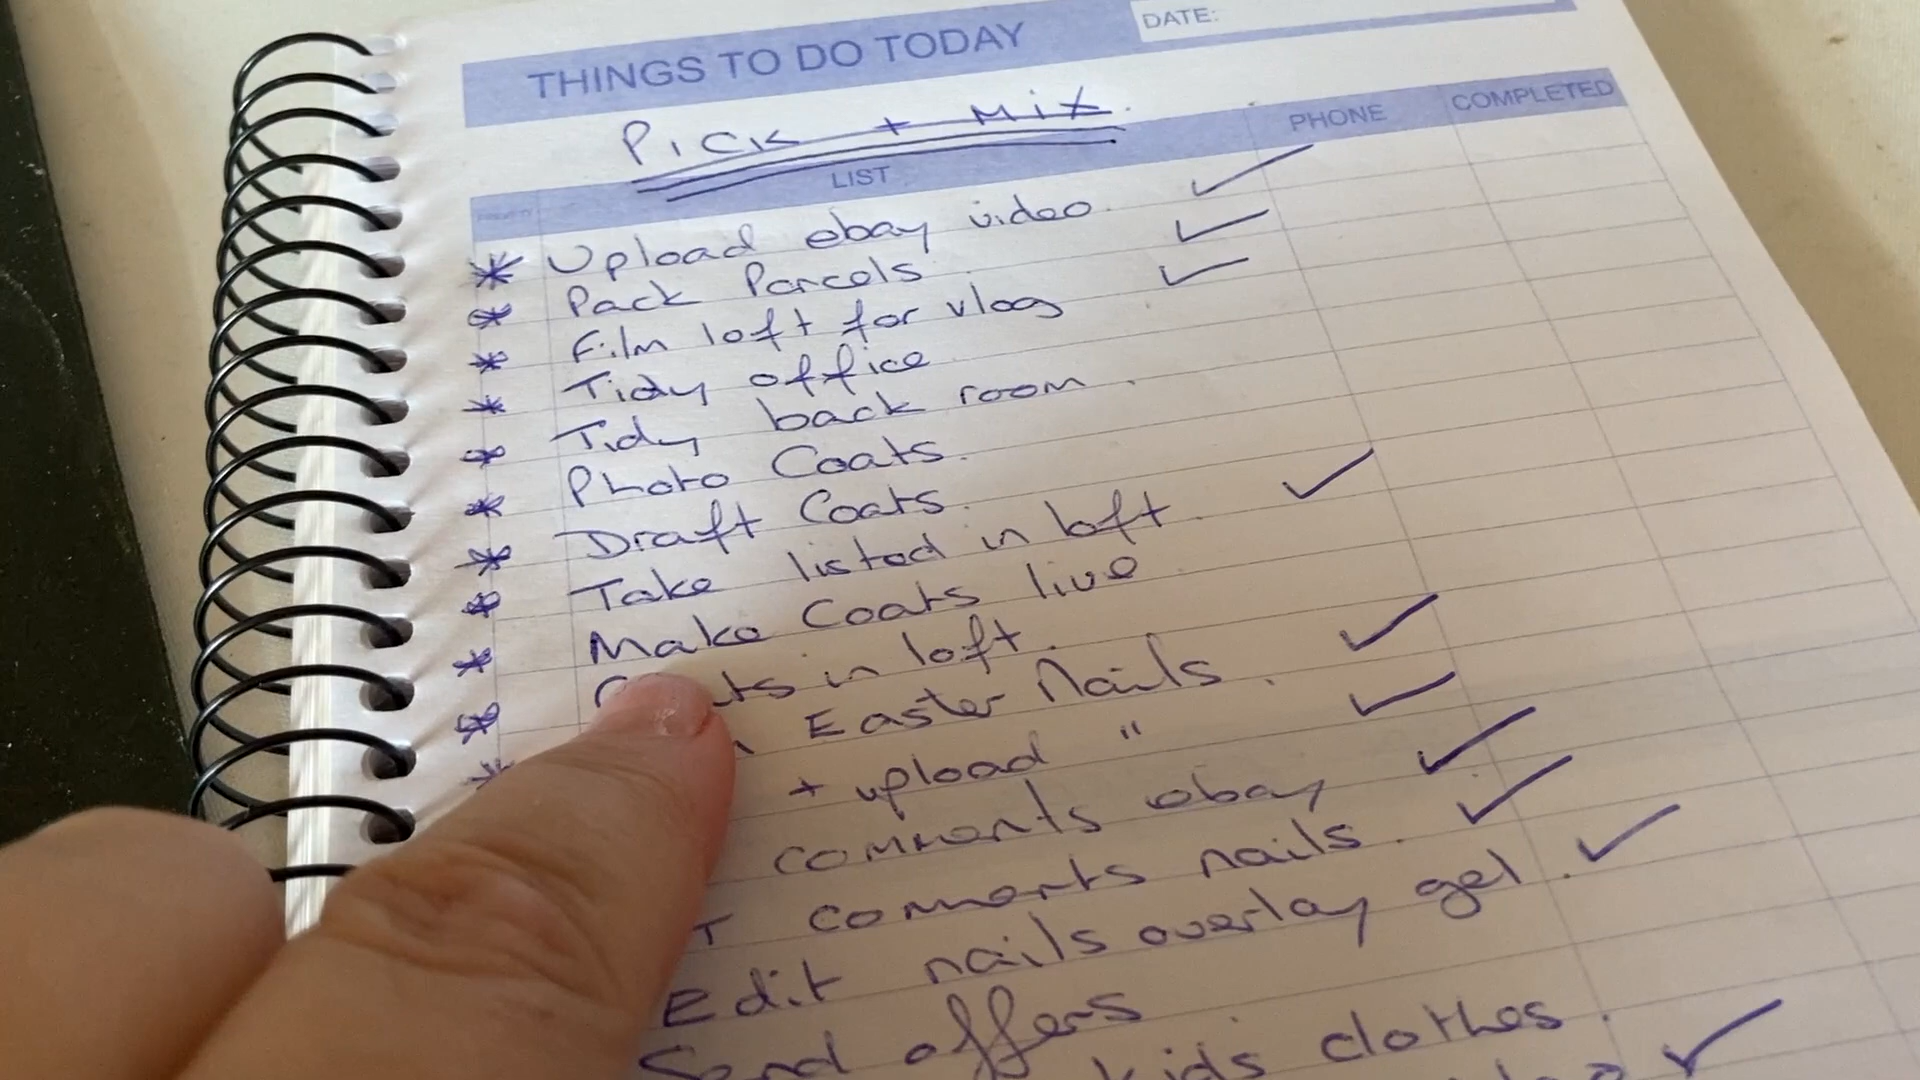 THINGS TO DO TODAY
DATE:
PICK + MIX.
LIST PHONE COMPLETED
* Upload ebay video.
* Pack Parcels
* Film loft for vlog
* Tidy office
* Tidy back room.
* Photo Coats.
* Draft Coats.
* Take listed in loft
* Make Coats live
* in loft.
* Easter Nails.
+ upload "
comments ebay
comments nails.
Edit nails overlay gel.
Send offers
kids clothes.